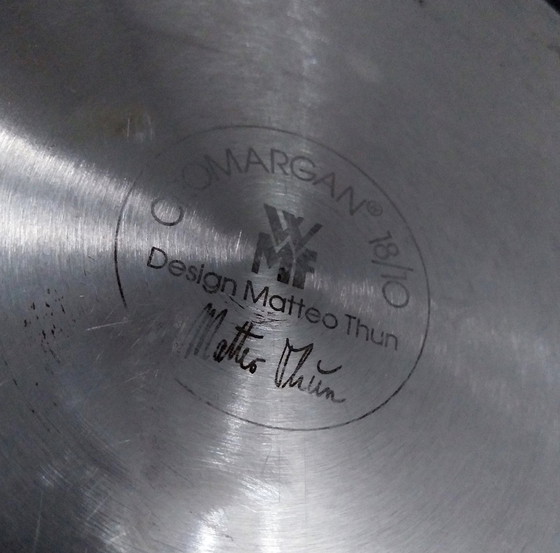 CROMARGAN® 18/10
WMF
Design Matteo Thun
Matteo Thun